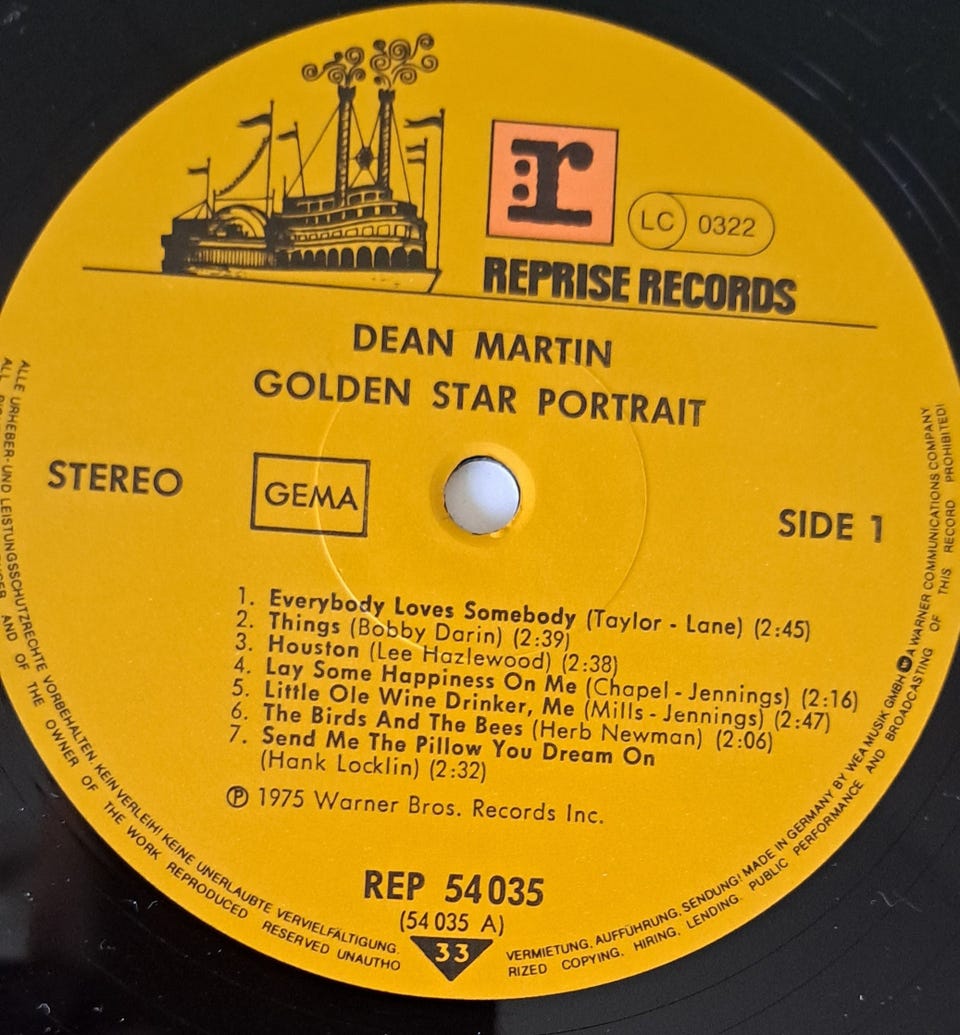 r
LC 0322
REPRISE RECORDS
DEAN MARTIN
GOLDEN STAR PORTRAIT
STEREO
GEMA
SIDE 1
1. Everybody Loves Somebody (Taylor - Lane) (2:45)
2. Things (Bobby Darin) (2:39)
3. Houston (Lee Hazlewood) (2:38)
4. Lay Some Happiness On Me (Chapel - Jennings) (2:16)
5. Little Ole Wine Drinker, Me (Mills - Jennings) (2:47)
6. The Birds And The Bees (Herb Newman) (2:06)
7. Send Me The Pillow You Dream On
(Hank Locklin) (2:32)
℗ 1975 Warner Bros. Records Inc.
REP 54 035
(54 035 A)
33
ALLE URHEBER- UND LEISTUNGSSCHUTZRECHTE VORBEHALTEN. KEIN VERLEIH! KEINE UNERLAUBTE VERVIELFÄLTIGUNG. VERMIETUNG, AUFFÜHRUNG, SENDUNG! MADE IN GERMANY BY WEA MUSIK GMBH A WARNER COMMUNICATIONS COMPANY
ALL AND OF THE OWNER OF THE WORK REPRODUCED RESERVED UNAUTHO RIZED COPYING, HIRING, LENDING, PUBLIC PERFORMANCE AND BROADCASTING OF THIS RECORD PROHIBITED!